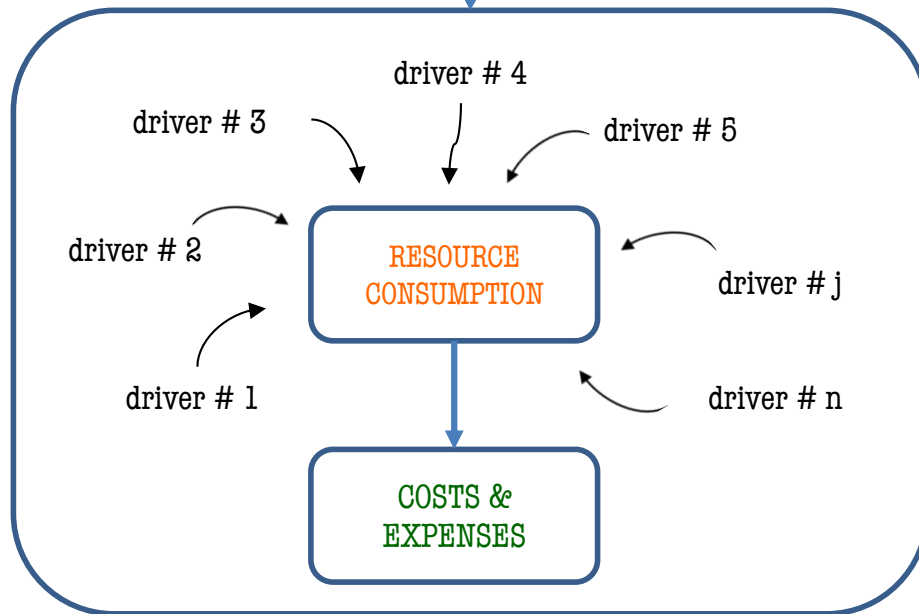 driver # 4
driver # 3
driver # 5
driver # 2
RESOURCE
CONSUMPTION
driver # j
driver # 1
driver # n
COSTS &
EXPENSES